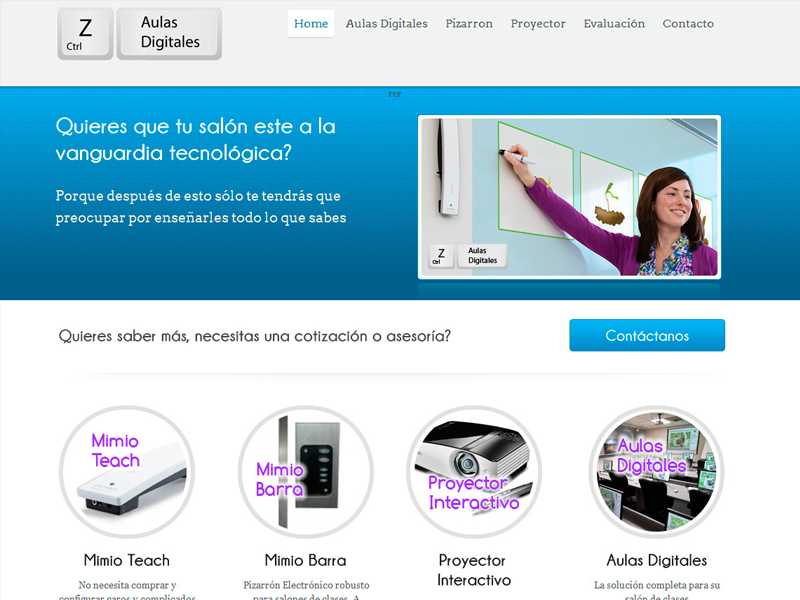 Z
Ctrl
Aulas
Digitales
Home
Aulas Digitales
Pizarron
Proyector
Evaluación
Contacto
rer
Quieres que tu salón este a la
vanguardia tecnológica?
Porque después de esto sólo te tendrás que
preocupar por enseñarles todo lo que sabes
Z
Ctrl
Aulas
Digitales
Quieres saber más, necesitas una cotización o asesoría?
Contáctanos
Mimio
Teach
Mimio
Barra
Proyector
Interactivo
Aulas
Digitales
Mimio Teach
No necesita comprar y
configurar caros y complicados
Mimio Barra
Pizarrón Electrónico robusto
para salones de clases. A
Proyector
Interactivo
Aulas Digitales
La solución completa para su
salón de clases